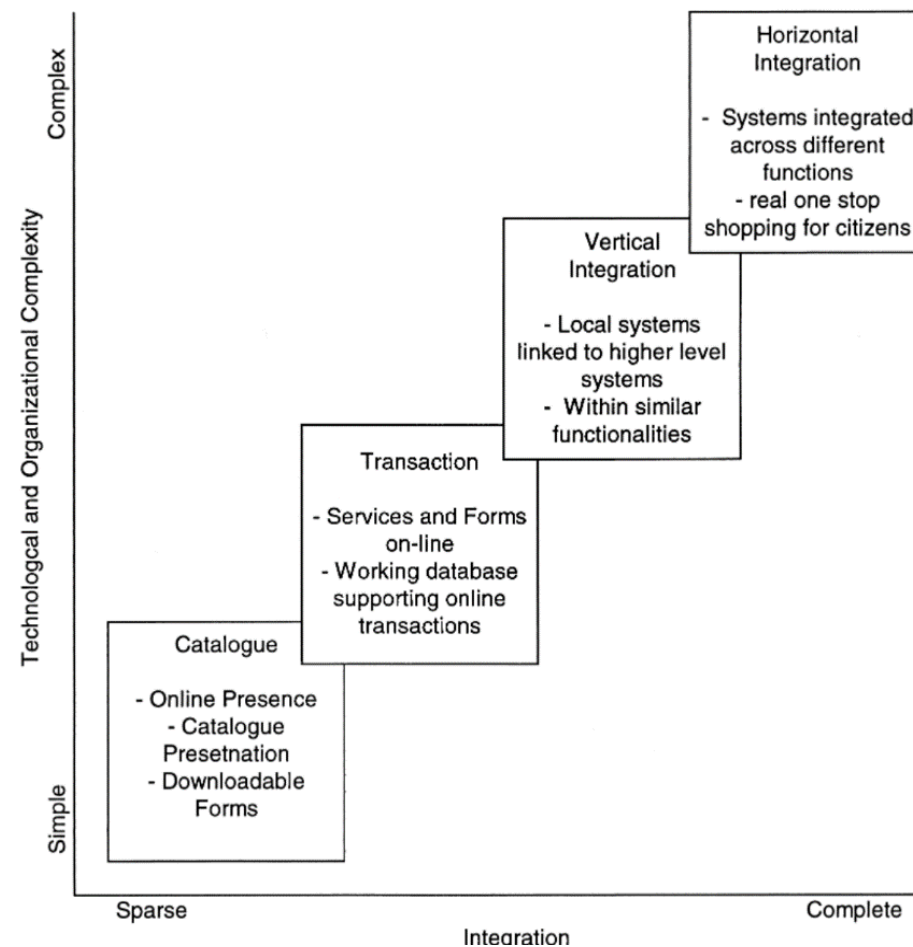 Complex
Technologcal and Organizational Complexity
Simple
Horizontal
Integration
- Systems integrated
across different
functions
- real one stop
shopping for citizens
Vertical
Integration
- Local systems
linked to higher level
systems
- Within similar
functionalities
Transaction
- Services and Forms
on-line
- Working database
supporting online
transactions
Catalogue
- Online Presence
- Catalogue
Presetnation
- Downloadable
Forms
Sparse
Complete
Integration